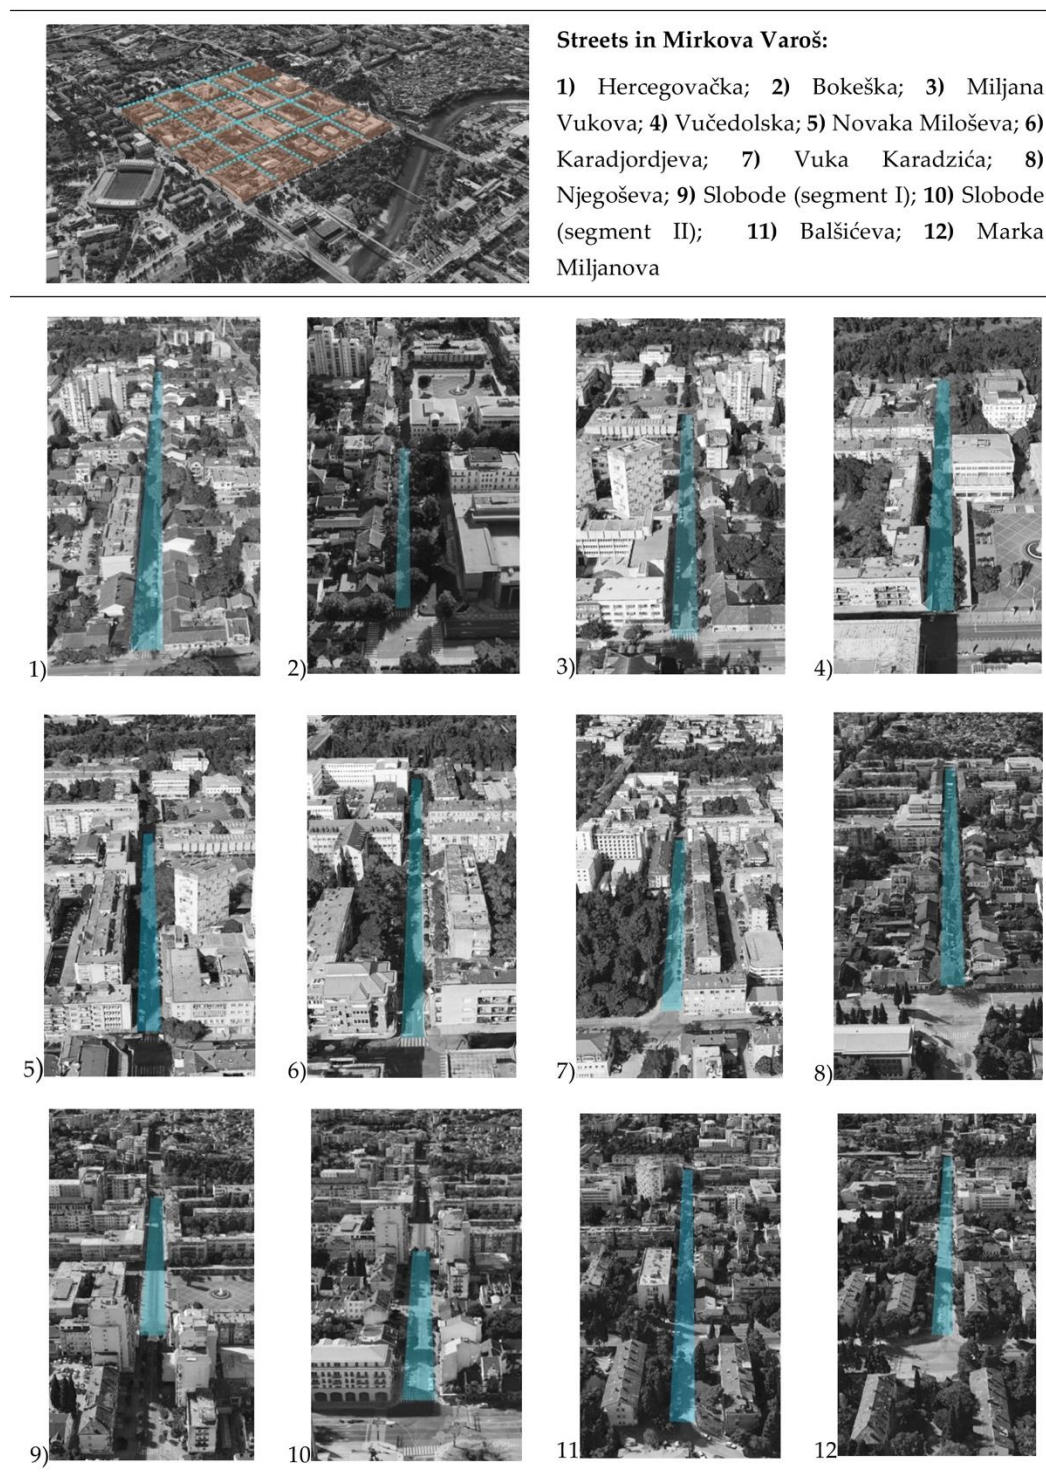 Streets in Mirkova Varoš:
1) Hercegovačka; 2) Bokeška; 3) Miljana
Vukova; 4) Vučedolska; 5) Novaka Miloševa; 6)
Karadjordjeva; 7) Vuka Karadzića; 8)
Njegoševa; 9) Slobode (segment I); 10) Slobode
(segment II); 11) Balšićeva; 12) Marka
Miljanova
1)
2)
3)
4)
5)
6)
7)
8)
9)
10
11
12